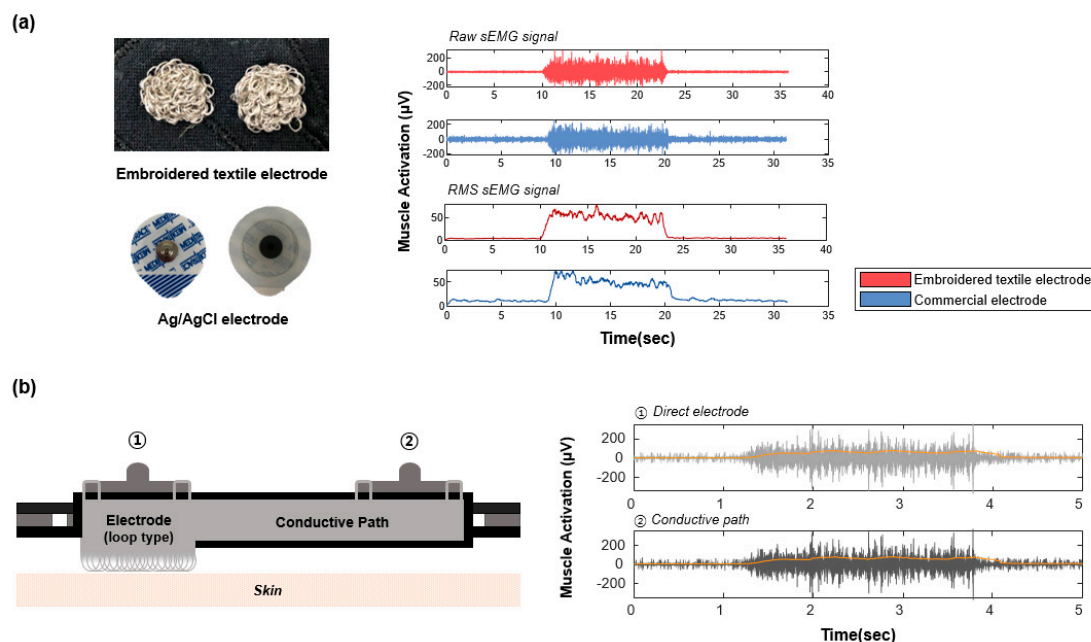 (a)
Embroidered textile electrode
Ag/AgCl electrode
Raw sEMG signal
200
0
-200
0 5 10 15 20 25 30 35 40
200
0
-200
0 5 10 15 20 25 30 35
RMS sEMG signal
50
0
0 5 10 15 20 25 30 35 40
50
0
0 5 10 15 20 25 30 35
Muscle Activation (µV)
Time(sec)
Embroidered textile electrode
Commercial electrode
(b)
① ②
Electrode
(loop type)
Conductive Path
Skin
① Direct electrode
200
0
-200
0 1 2 3 4 5
② Conductive path
200
0
-200
0 1 2 3 4 5
Muscle Activation (µV)
Time(sec)